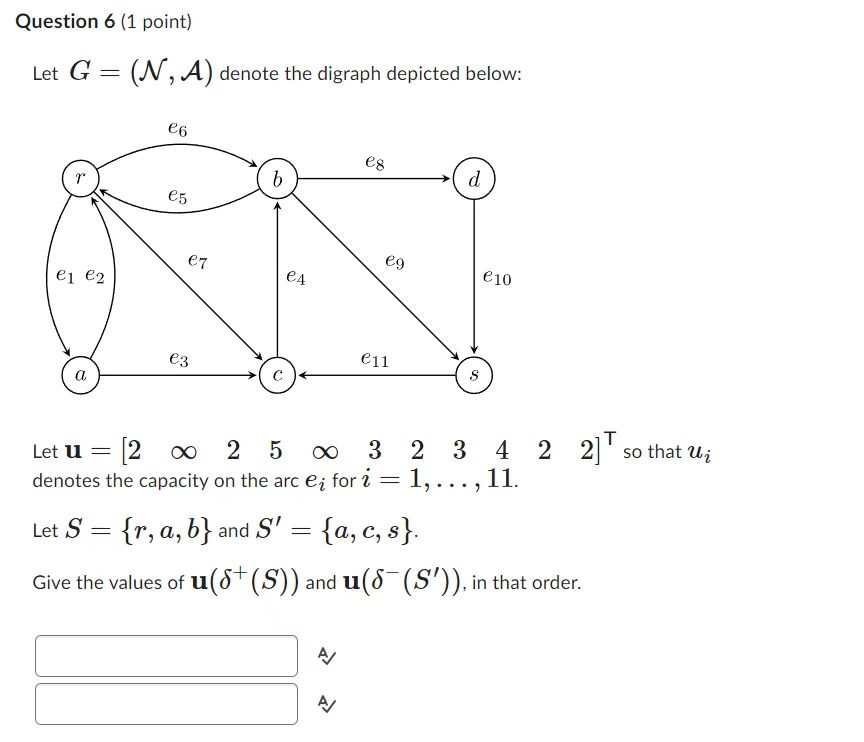 Question 6 (1 point)
Let G = (𝒩, 𝒜) denote the digraph depicted below:
e₆
r b e₈ d
e₅
e₁ e₂ e₇ e₄ e₉ e₁₀
a e₃ c e₁₁ s
Let u = [2 ∞ 2 5 ∞ 3 2 3 4 2 2]ᵀ so that uᵢ
denotes the capacity on the arc eᵢ for i = 1, . . . , 11.
Let S = {r, a, b} and S′ = {a, c, s}.
Give the values of u(δ⁺(S)) and u(δ⁻(S′)), in that order.